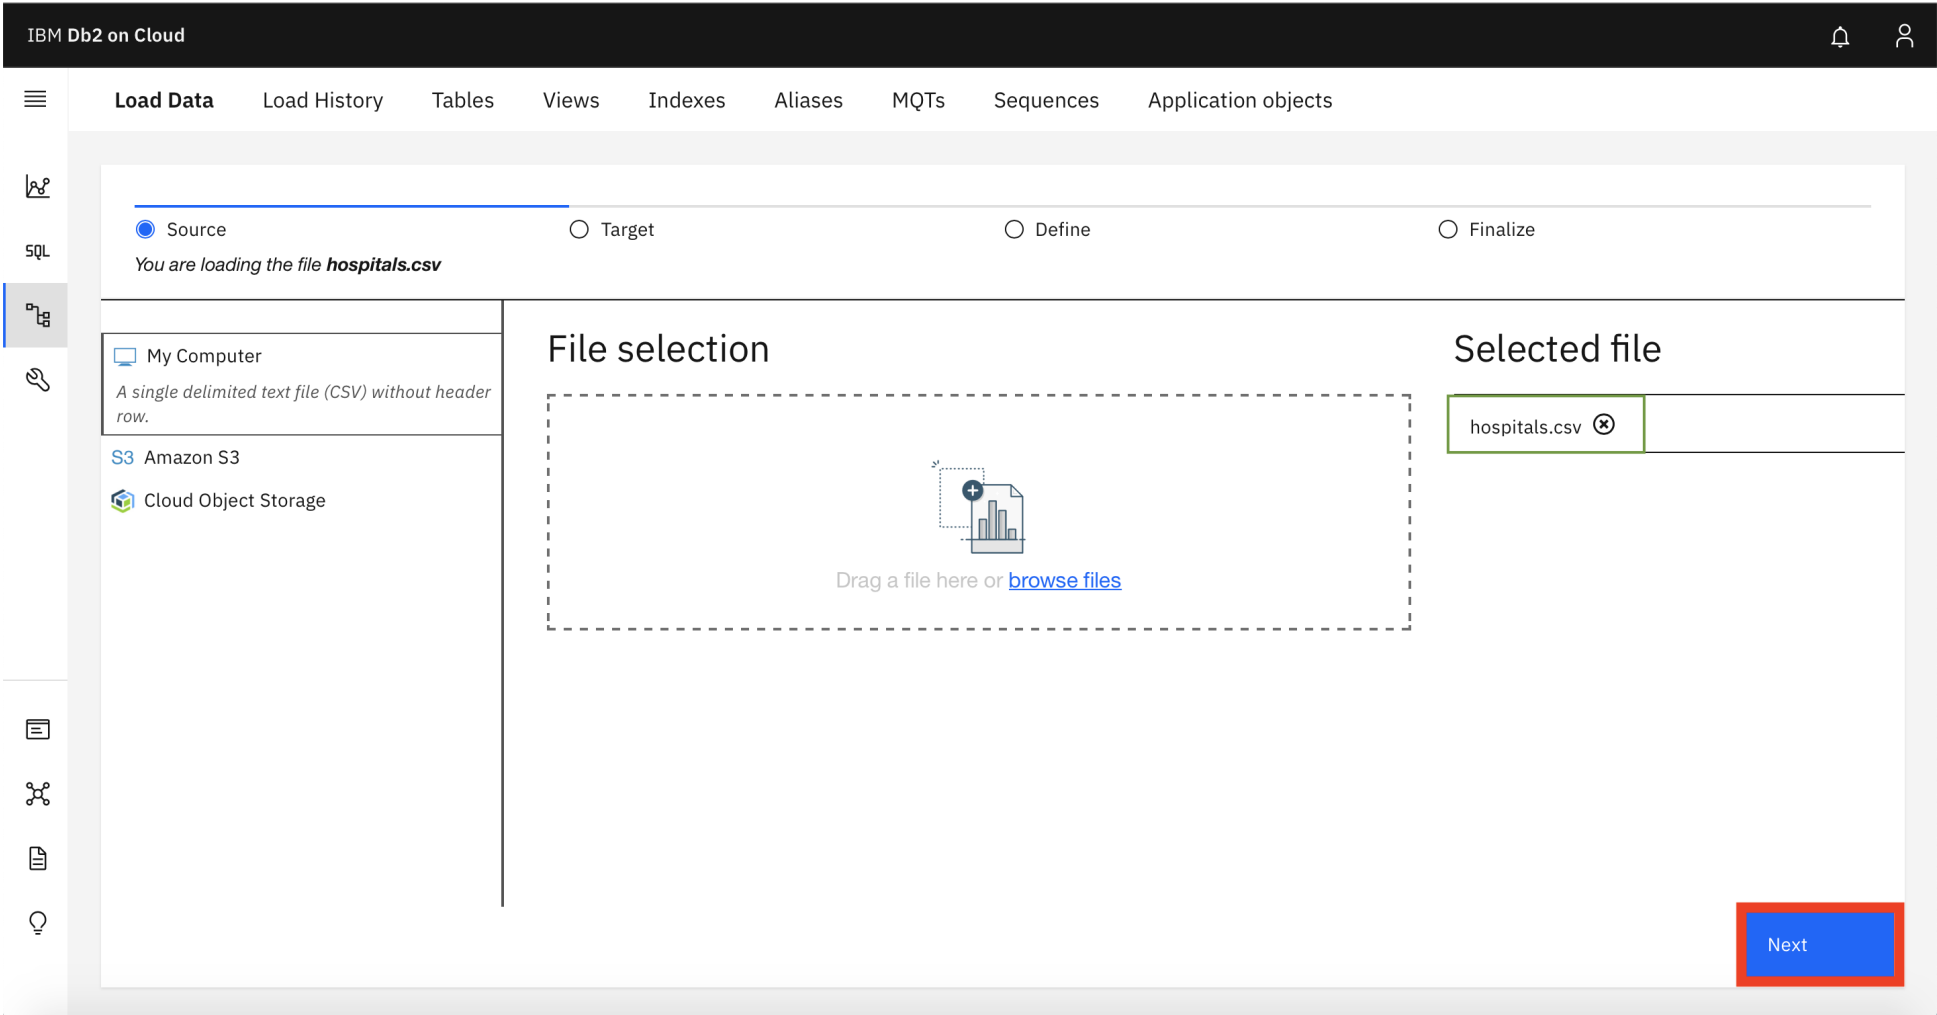 IBM Db2 on Cloud
Load Data Load History Tables Views Indexes Aliases MQTs Sequences Application objects
SQL
Source Target Define Finalize
You are loading the file hospitals.csv
My Computer
A single delimited text file (CSV) without header
row.
S3 Amazon S3
Cloud Object Storage
File selection
Drag a file here or browse files
Selected file
hospitals.csv
Next